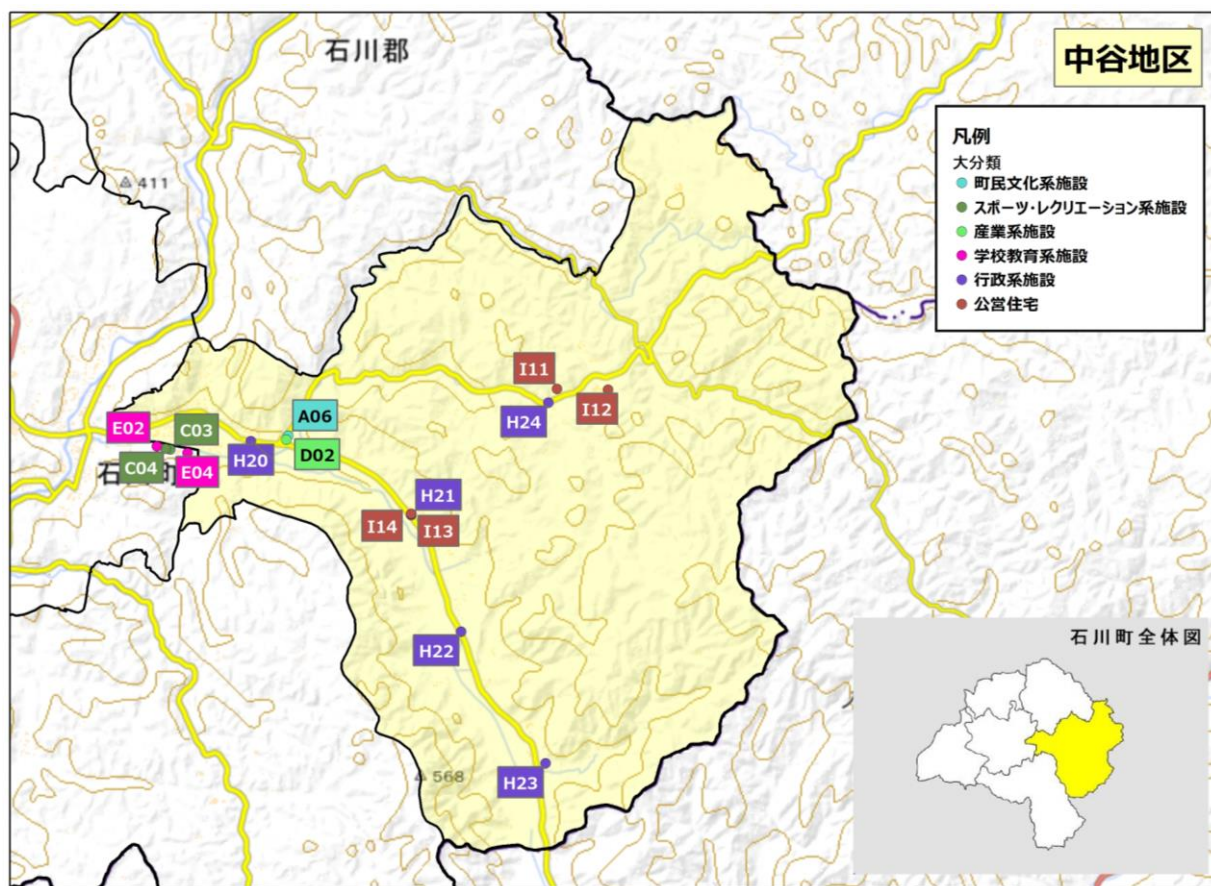 石川郡
中谷地区
凡例
大分類
町民文化系施設
スポーツ・レクリエーション系施設
産業系施設
学校教育系施設
行政系施設
公営住宅
411
I11
I12
H24
A06
E02
C03
D02
H20
C04
E04
石
H21
I14
I13
H22
568
H23
石川町全体図